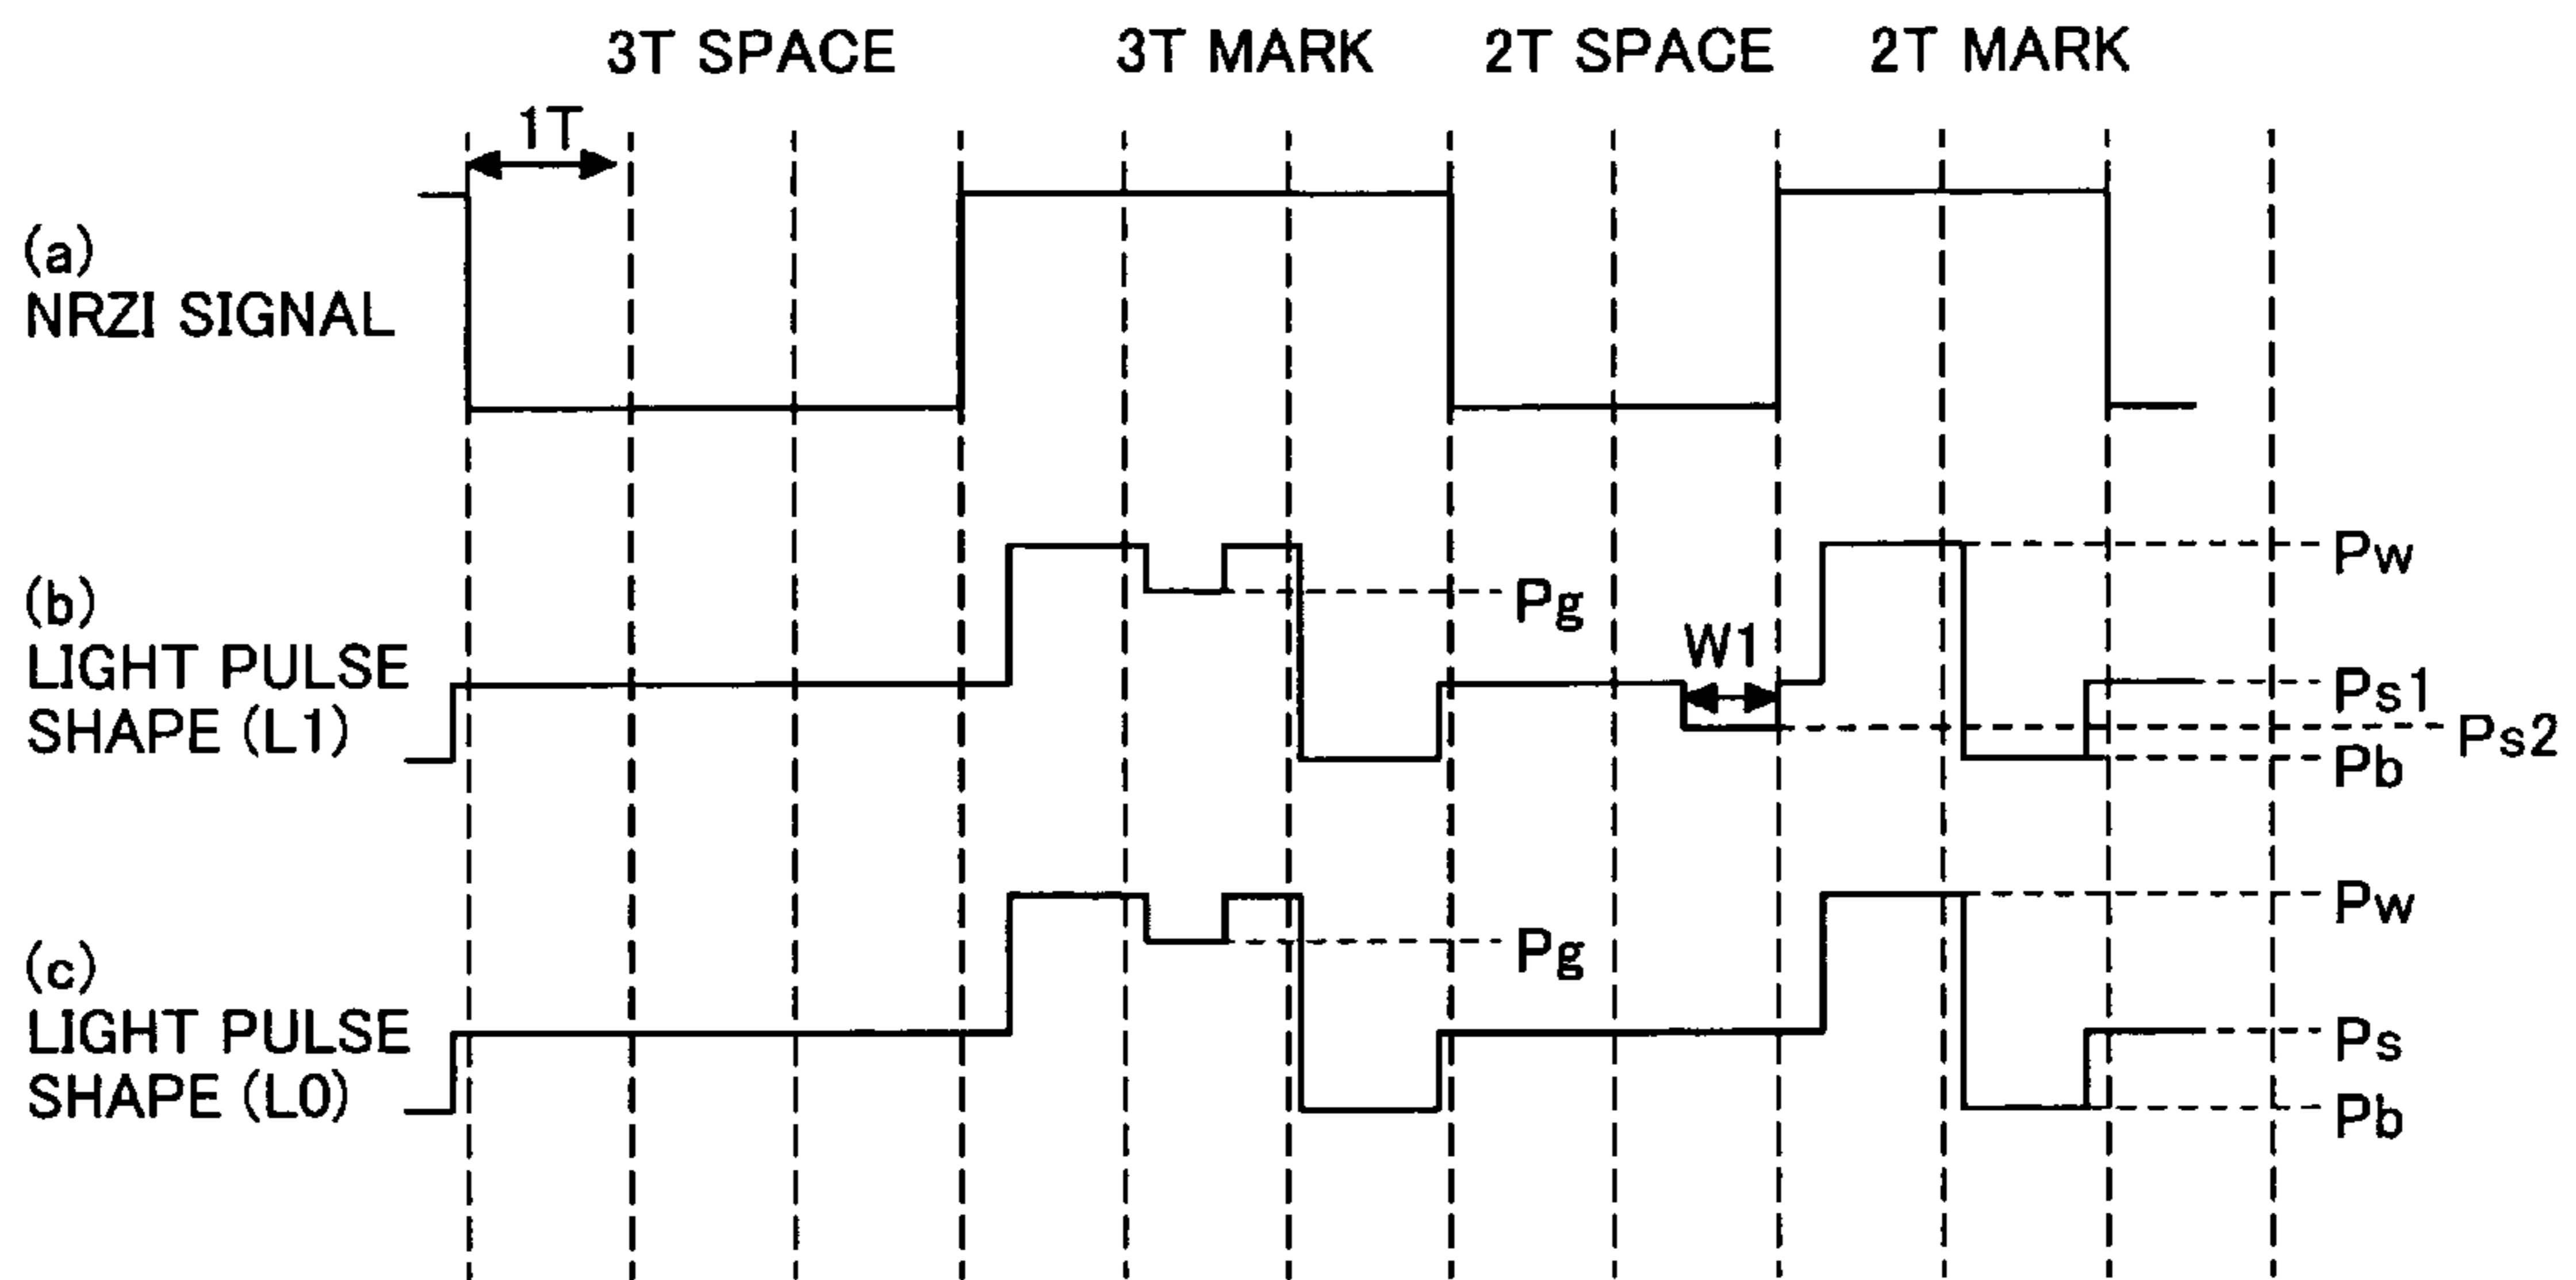 3T SPACE 3T MARK 2T SPACE 2T MARK
1T
(a)
NRZI SIGNAL
(b)
LIGHT PULSE
SHAPE (L1)
Pg
W1
Pw
Ps1
Ps2
Pb
(c)
LIGHT PULSE
SHAPE (L0)
Pg
Pw
Ps
Pb